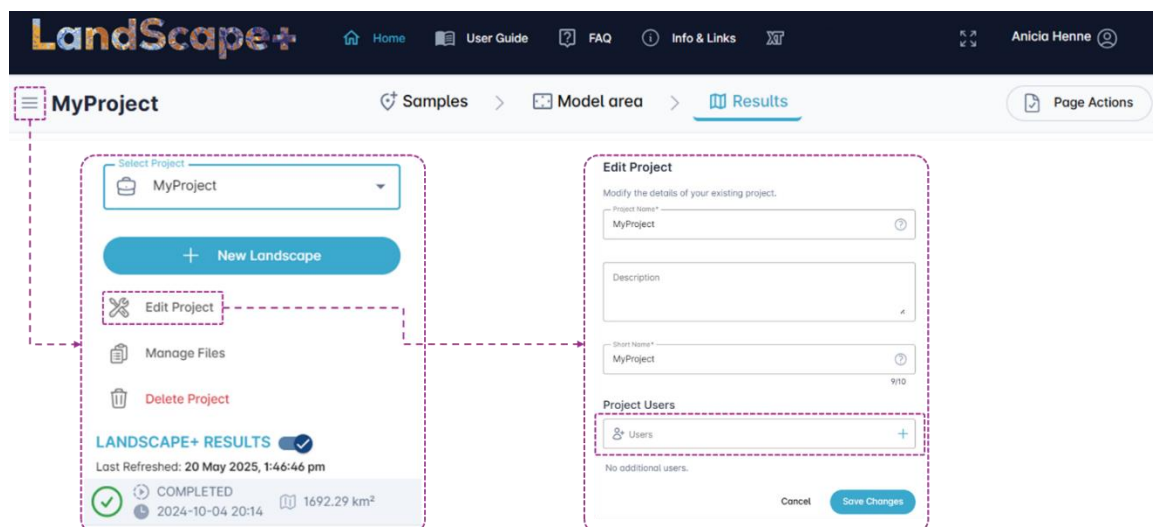 LandScape+ Home User Guide FAQ Info & Links Anicia Henne
MyProject Samples Model area Results Page Actions
Select Project
MyProject
+ New Landscape
Edit Project
Manage Files
Delete Project
LANDSCAPE+ RESULTS
Last Refreshed: 20 May 2025, 1:46:46 pm
COMPLETED
2024-10-04 20:14
1692.29 km²
Edit Project
Modify the details of your existing project.
Project Name*
MyProject
Description
Short Name*
MyProject
9/10
Project Users
Users
No additional users.
Cancel Save Changes